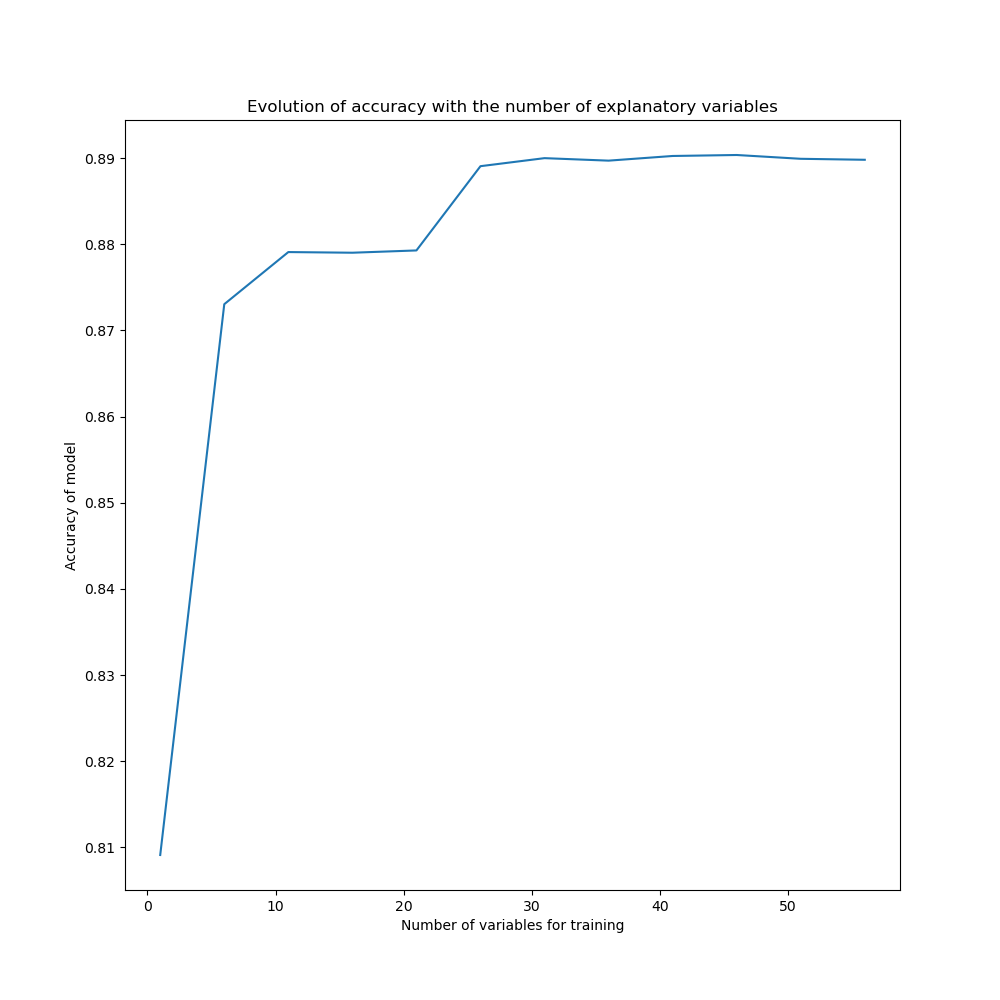 Evolution of accuracy with the number of explanatory variables
0.89
0.88
0.87
0.86
0.85
0.84
0.83
0.82
0.81
Accuracy of model
0 10 20 30 40 50
Number of variables for training